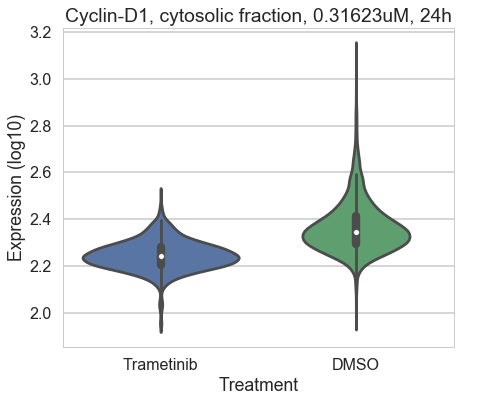 Cyclin-D1, cytosolic fraction, 0.31623uM, 24h
3.2
3.0
2.8
2.6
2.4
2.2
2.0
Expression (log10)
Trametinib
DMSO
Treatment